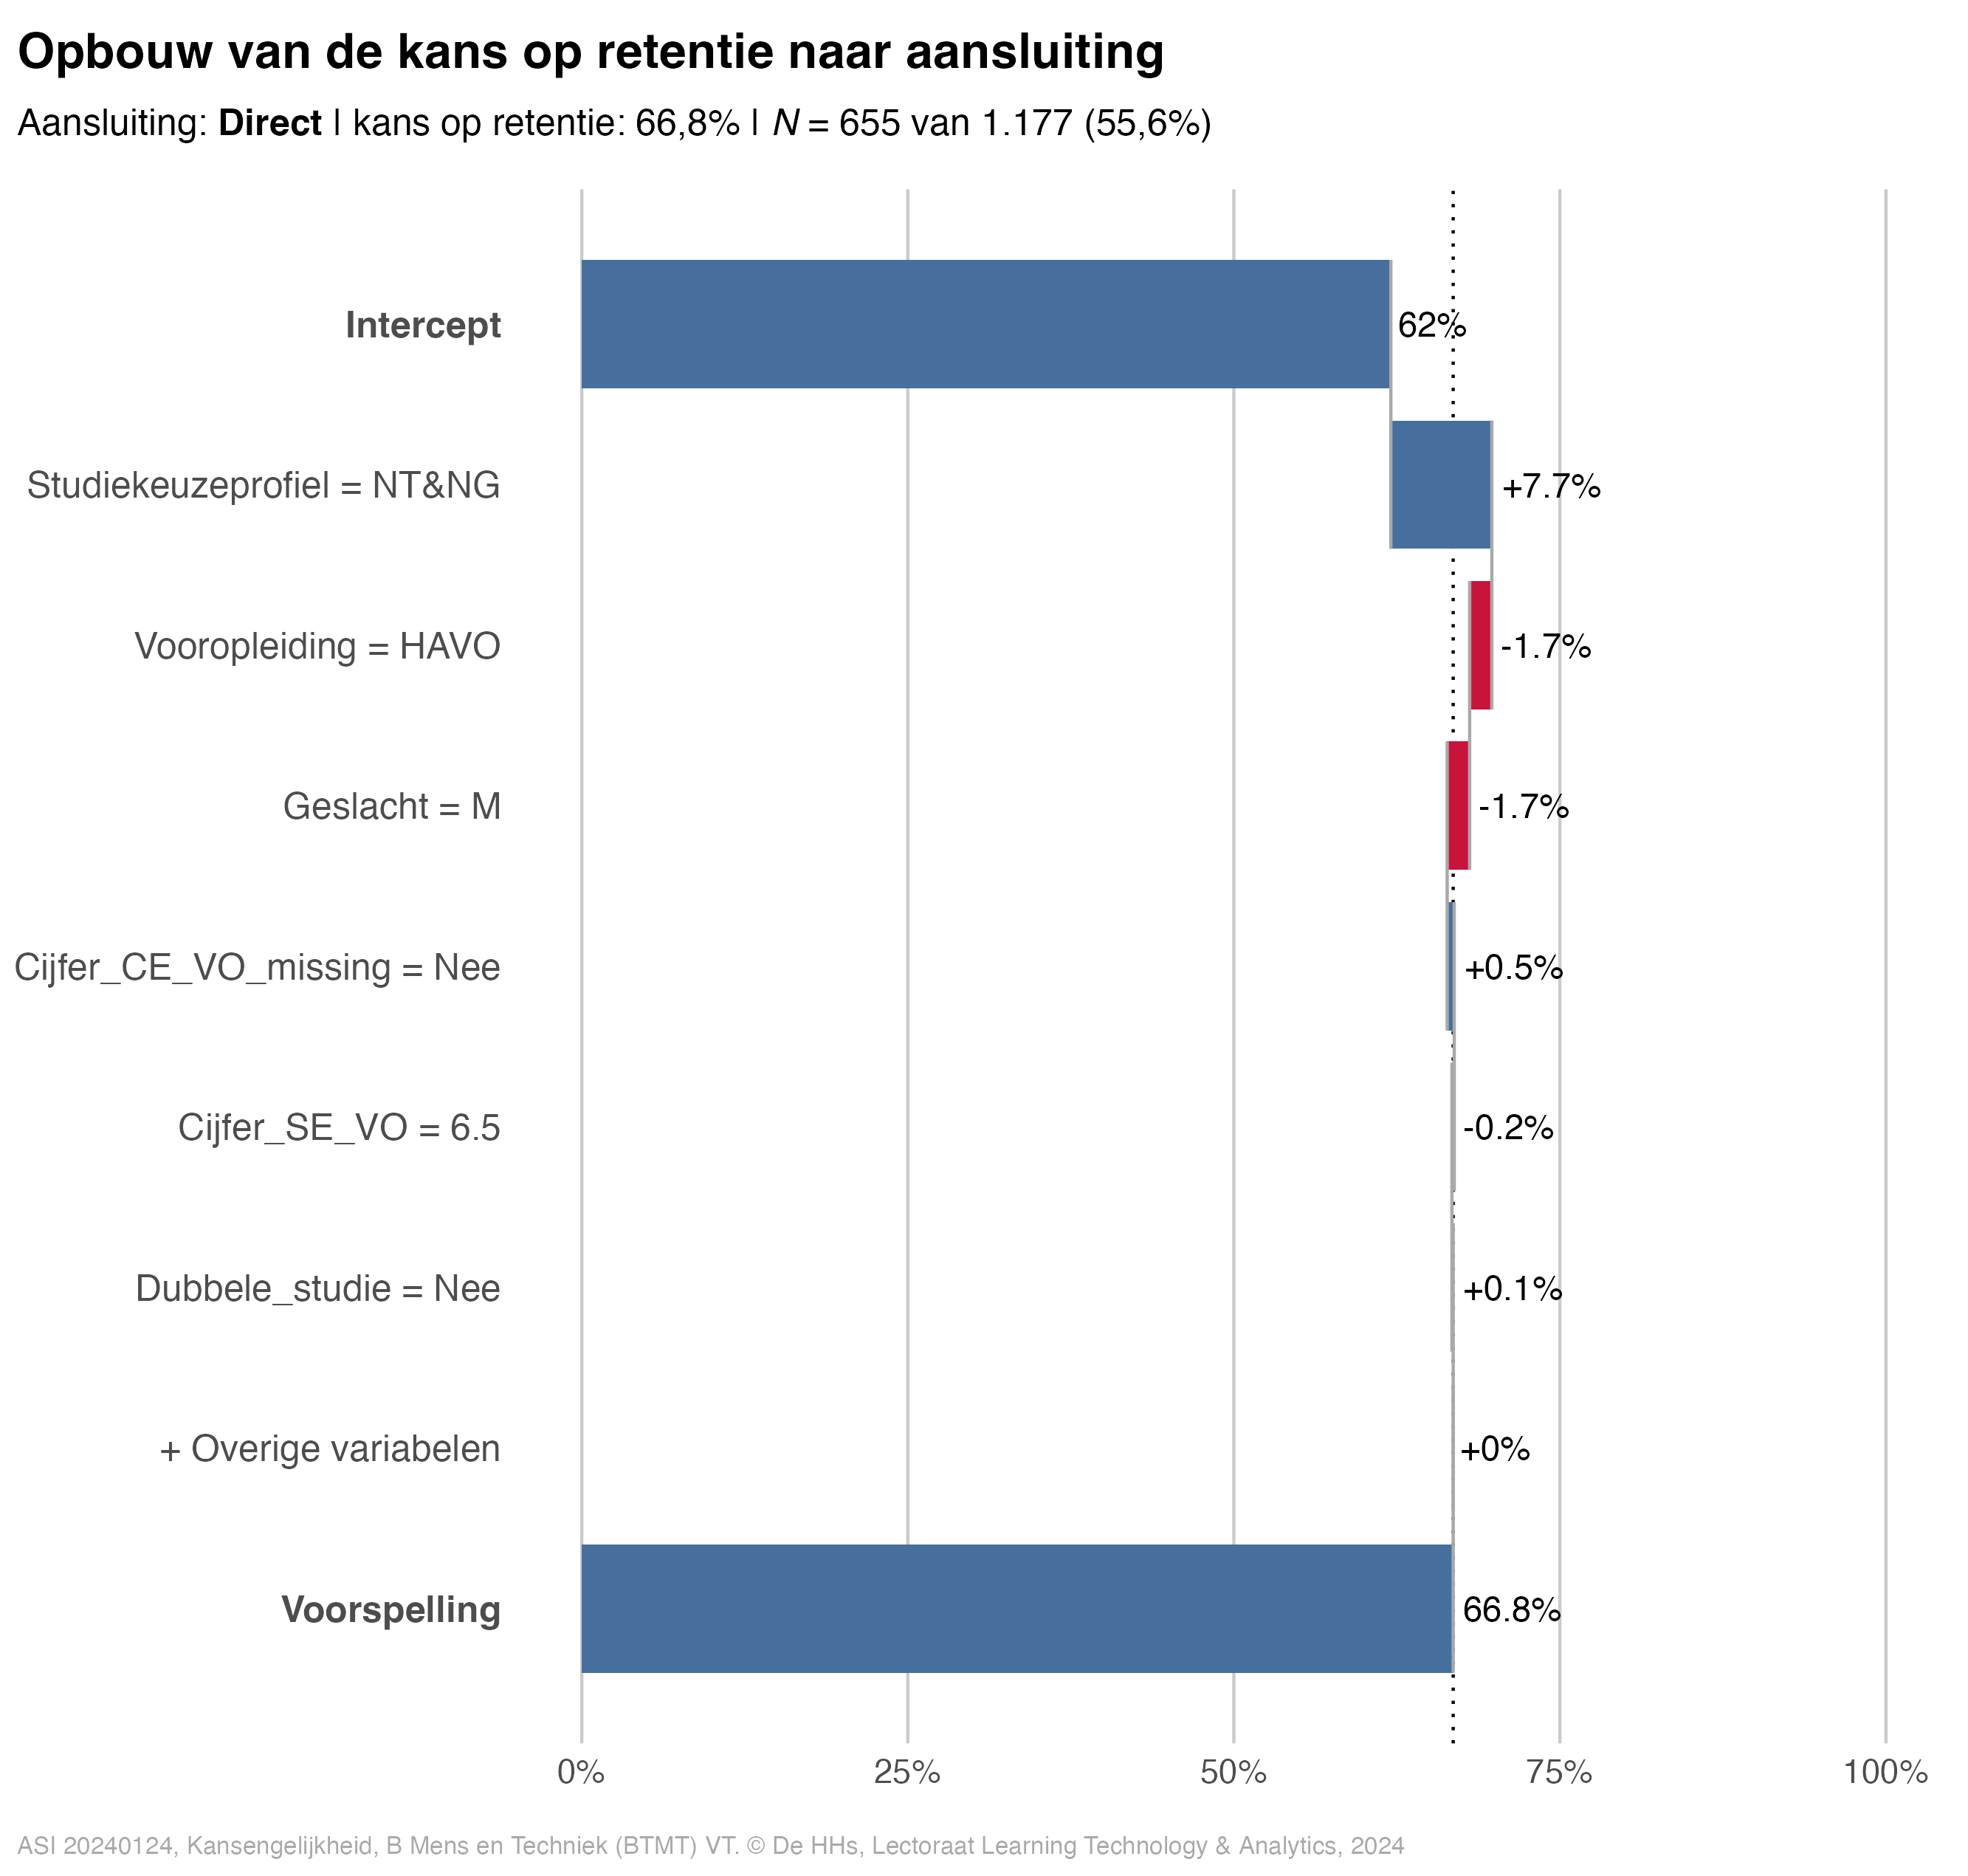 Opbouw van de kans op retentie naar aansluiting
Aansluiting: Direct | kans op retentie: 66,8% | N = 655 van 1.177 (55,6%)
Intercept
62%
Studiekeuzeprofiel = NT&NG
+7.7%
Vooropleiding = HAVO
-1.7%
Geslacht = M
-1.7%
Cijfer_CE_VO_missing = Nee
+0.5%
Cijfer_SE_VO = 6.5
-0.2%
Dubbele_studie = Nee
+0.1%
+ Overige variabelen
+0%
Voorspelling
66.8%
0% 25% 50% 75% 100%
ASI 20240124, Kansengelijkheid, B Mens en Techniek (BTMT) VT. © De HHs, Lectoraat Learning Technology & Analytics, 2024